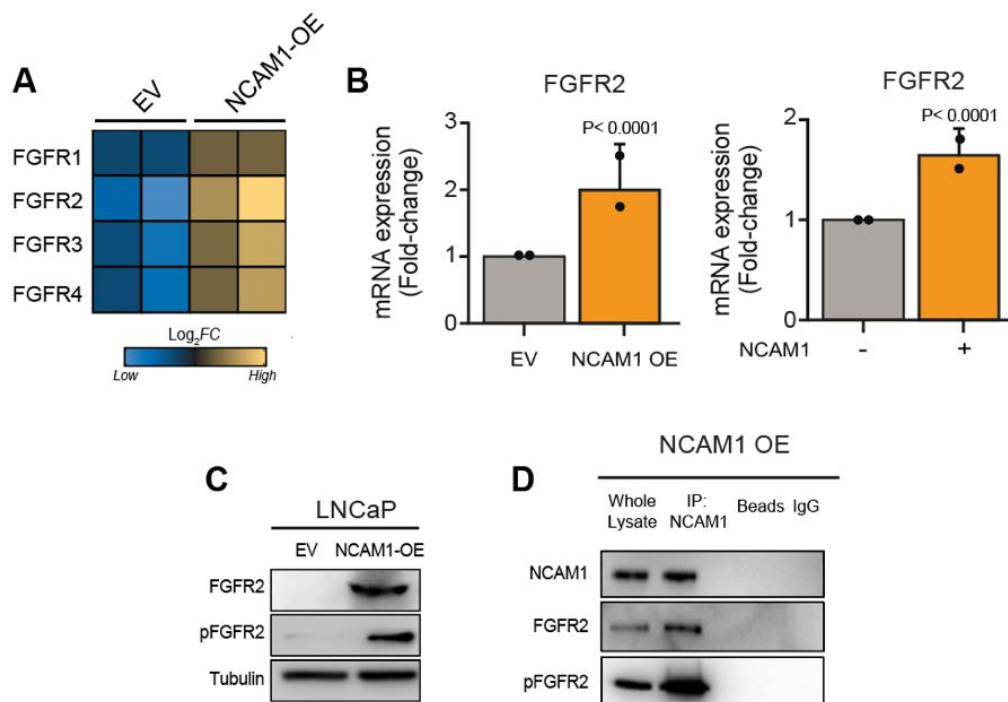 A
EV
NCAM1-OE
FGFR1
FGFR2
FGFR3
FGFR4
Log2FC
Low
High
B
FGFR2
mRNA expression
(Fold-change)
3
2
1
0
P< 0.0001
EV
NCAM1 OE
FGFR2
mRNA expression
(Fold-change)
2
1
0
P< 0.0001
NCAM1
-
+
C
LNCaP
EV
NCAM1-OE
FGFR2
pFGFR2
Tubulin
D
NCAM1 OE
Whole
Lysate
IP:
NCAM1
Beads
IgG
NCAM1
FGFR2
pFGFR2